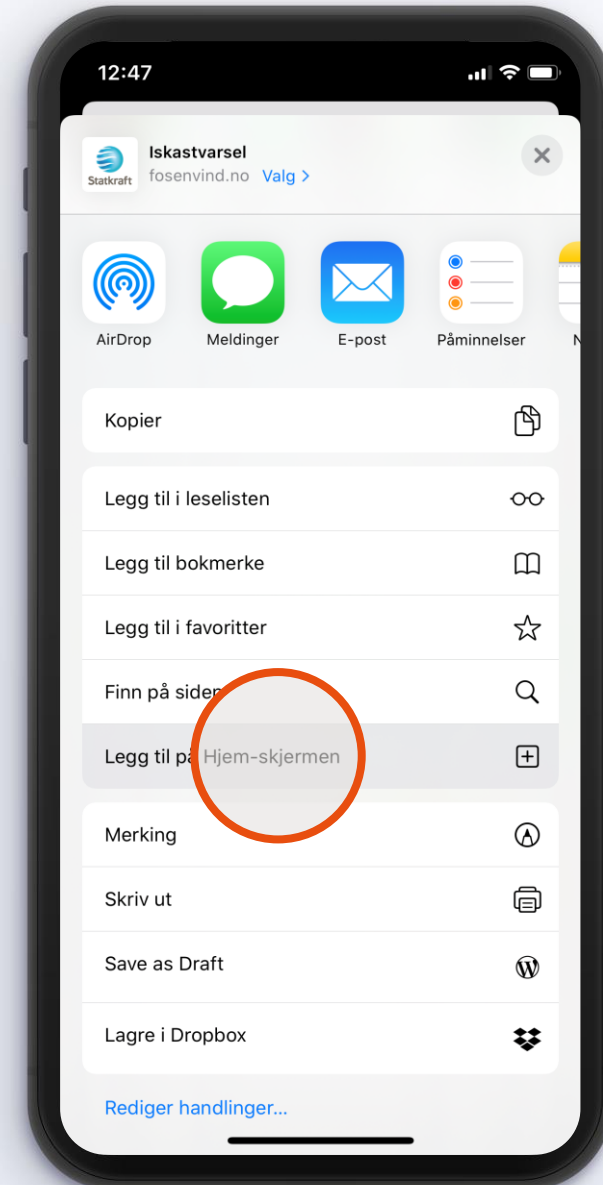 12:47
Iskastvarsel
Statkraft
fosenvind.no Valg >
AirDrop
Meldinger
E-post
Påminnelser
N
Kopier
Legg til i leselisten
Legg til bokmerke
Legg til i favoritter
Finn på siden
Legg til på Hjem-skjermen
Merking
Skriv ut
Save as Draft
Lagre i Dropbox
Rediger handlinger...